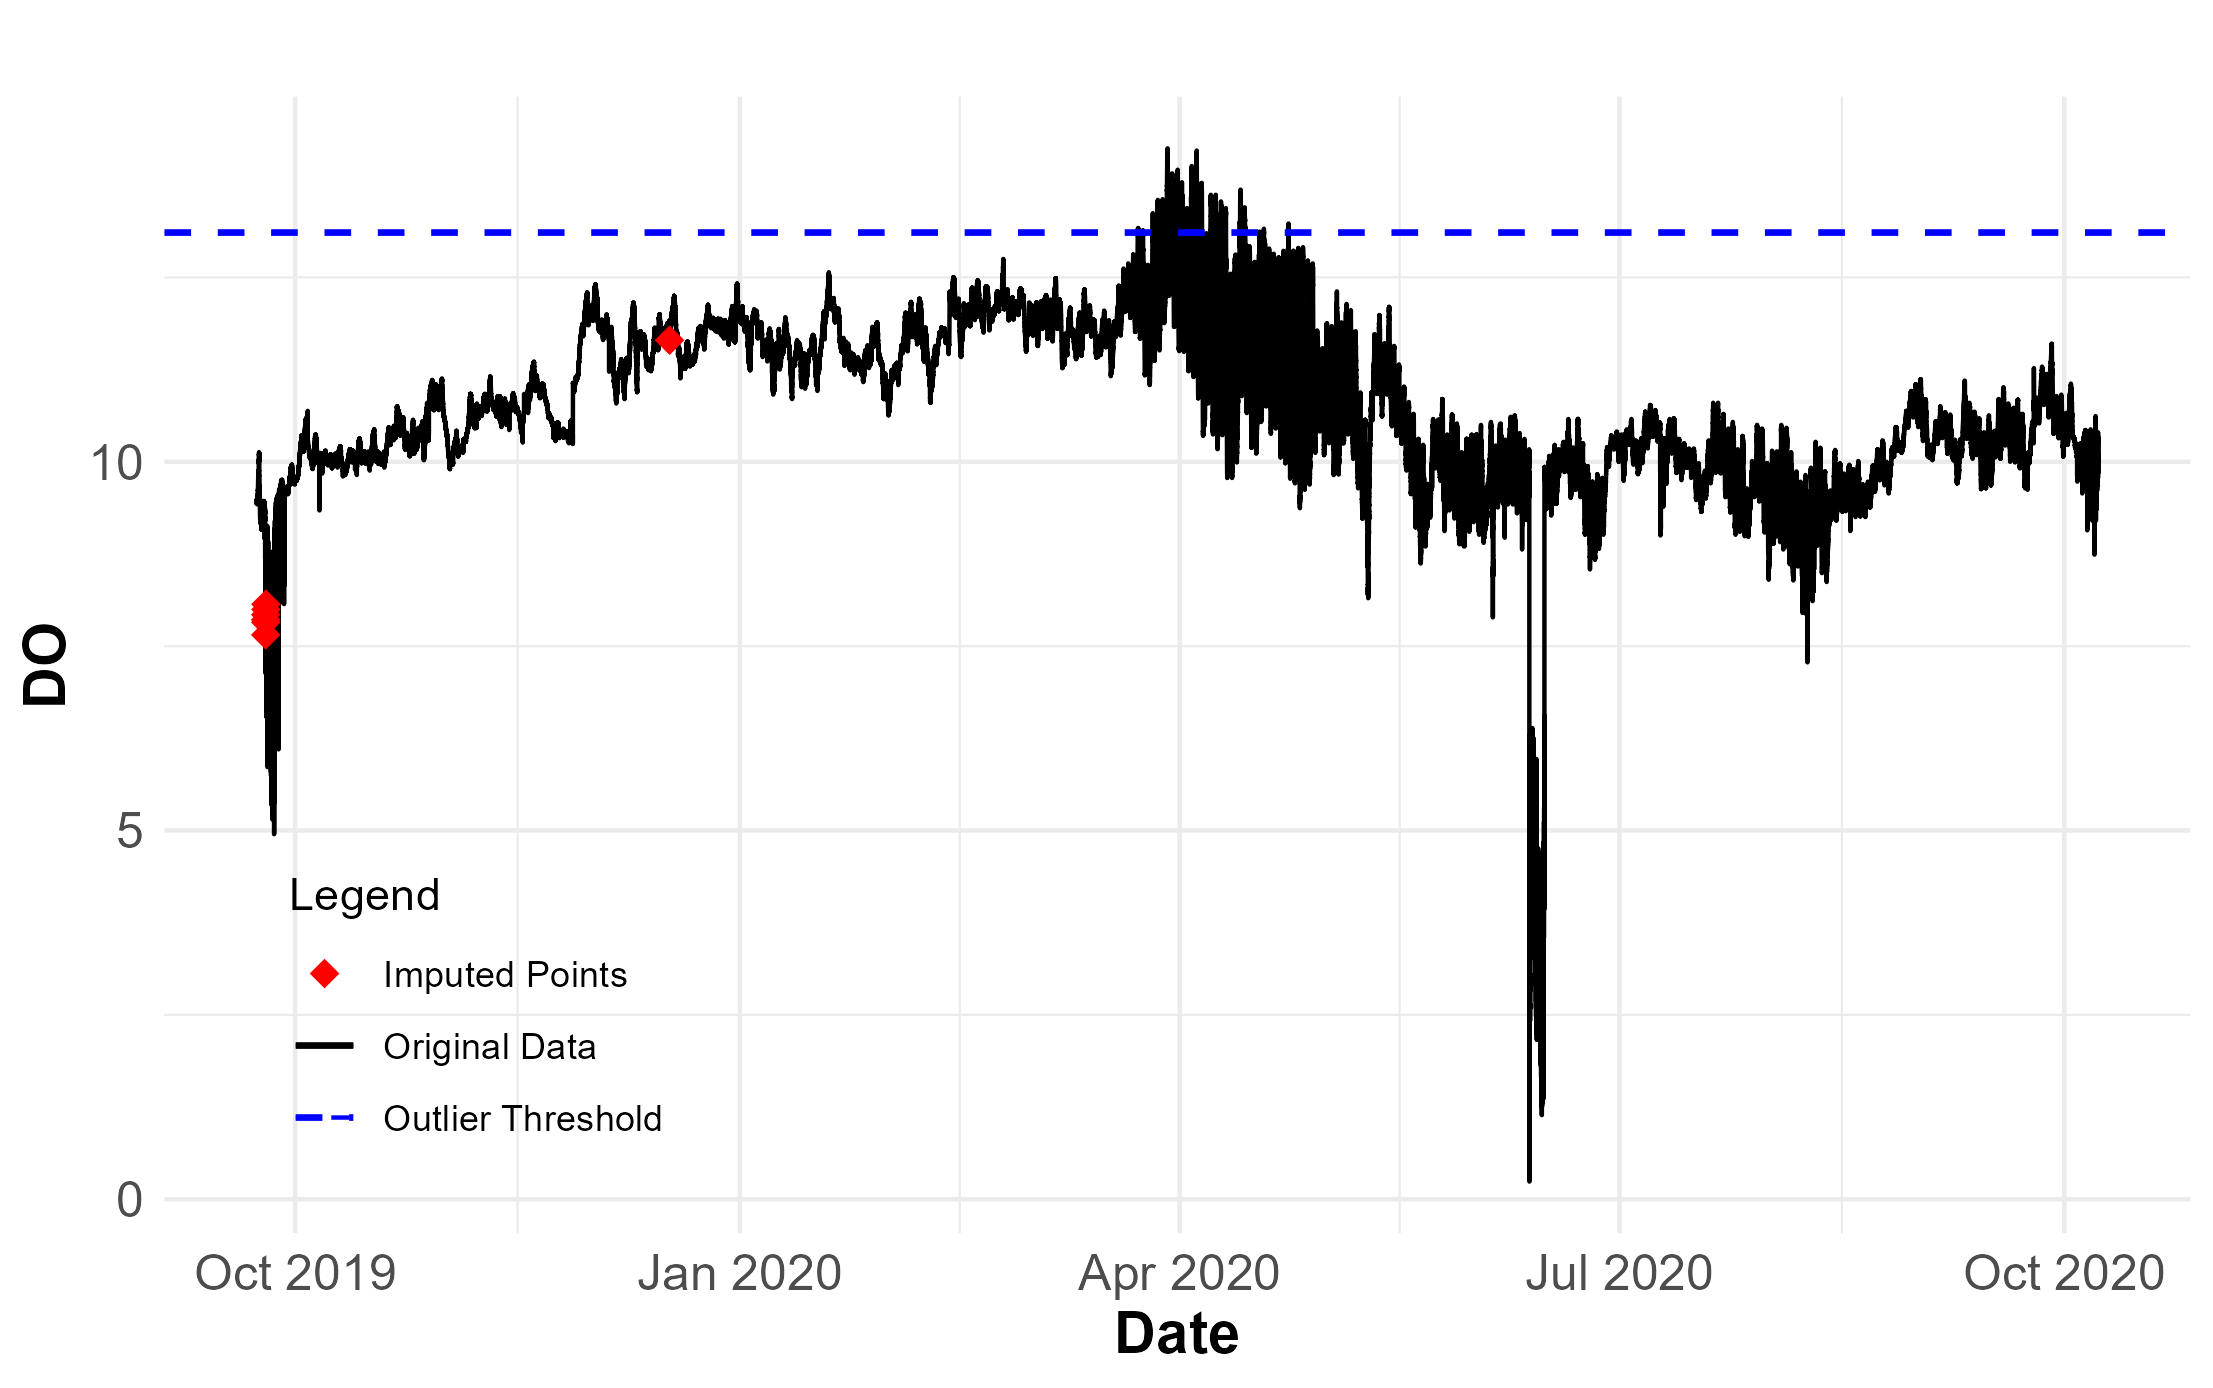 DO
10
5
0
Legend
Imputed Points
Original Data
Outlier Threshold
Oct 2019 Jan 2020 Apr 2020 Jul 2020 Oct 2020
Date